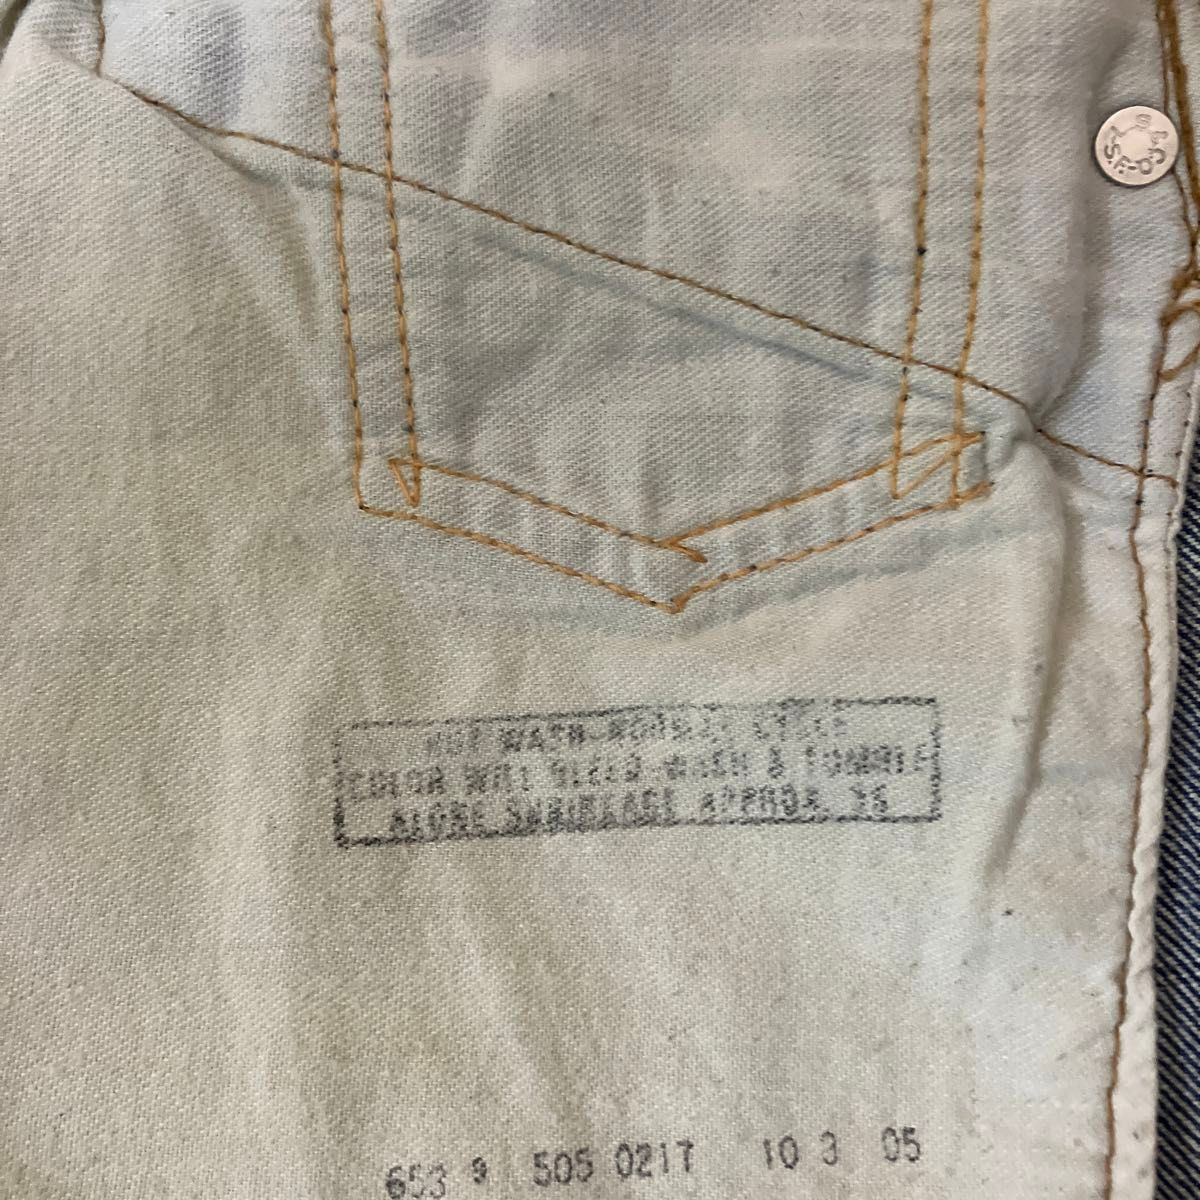 L.S.&CO-S.F.
HOT WASH-NORMAL CYCLE
COLOR WILL BLEED-WASH & TUMBLE
ALONE SHRINKAGE APPROX.
653 9 505 0217 10 3 05